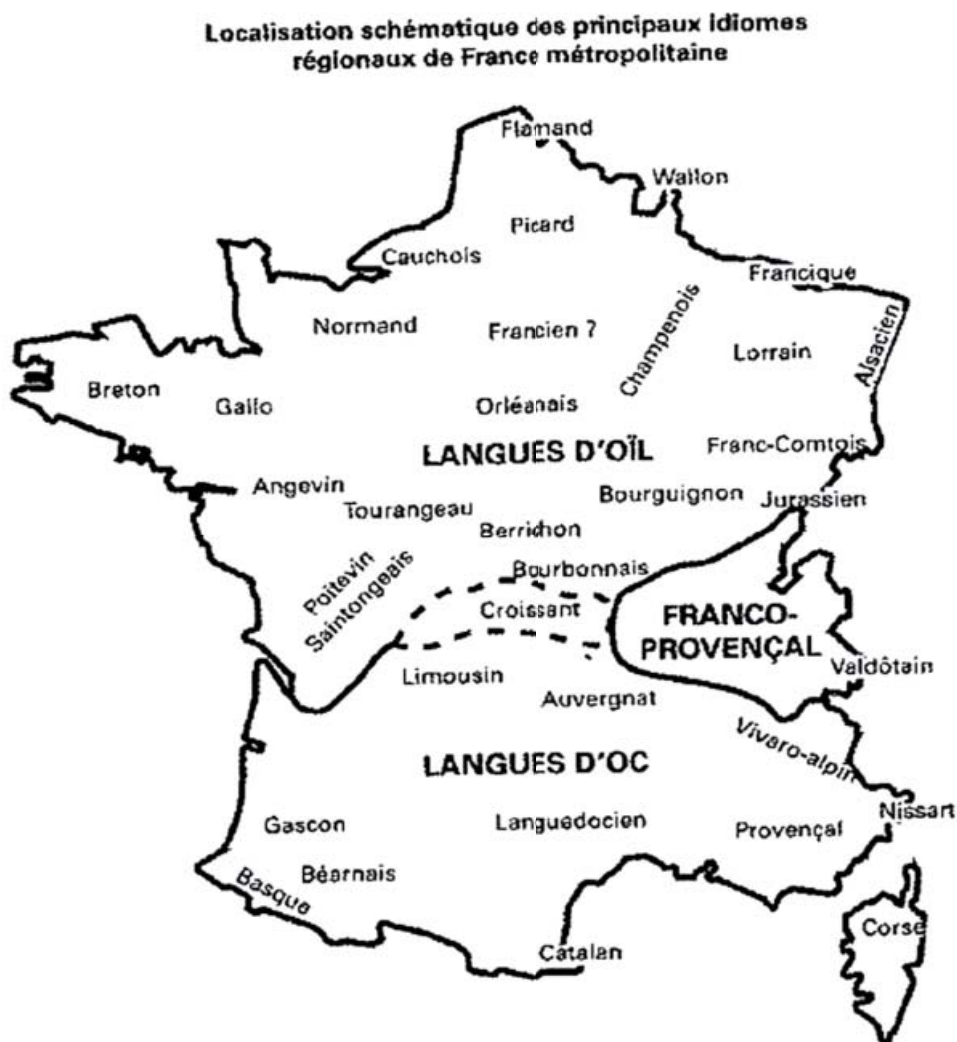 Localisation schématique des principaux idiomes
régionaux de France métropolitaine
Flamand
Wallon
Picard
Cauchois
Francique
Normand
Francien ?
Champenois
Lorrain
Alsacien
Breton
Gallo
Orléanais
LANGUES D'OÏL
Franc-Comtois
Angevin
Tourangeau
Bourguignon
Jurassien
Berrichon
Poitevin
Saintongeais
Bourbonnais
Croissant
FRANCO-
PROVENÇAL
Limousin
Valdôtain
Auvergnat
Vivaro-alpin
LANGUES D'OC
Gascon
Languedocien
Provençal
Nissart
Béarnais
Basque
Catalan
Corse